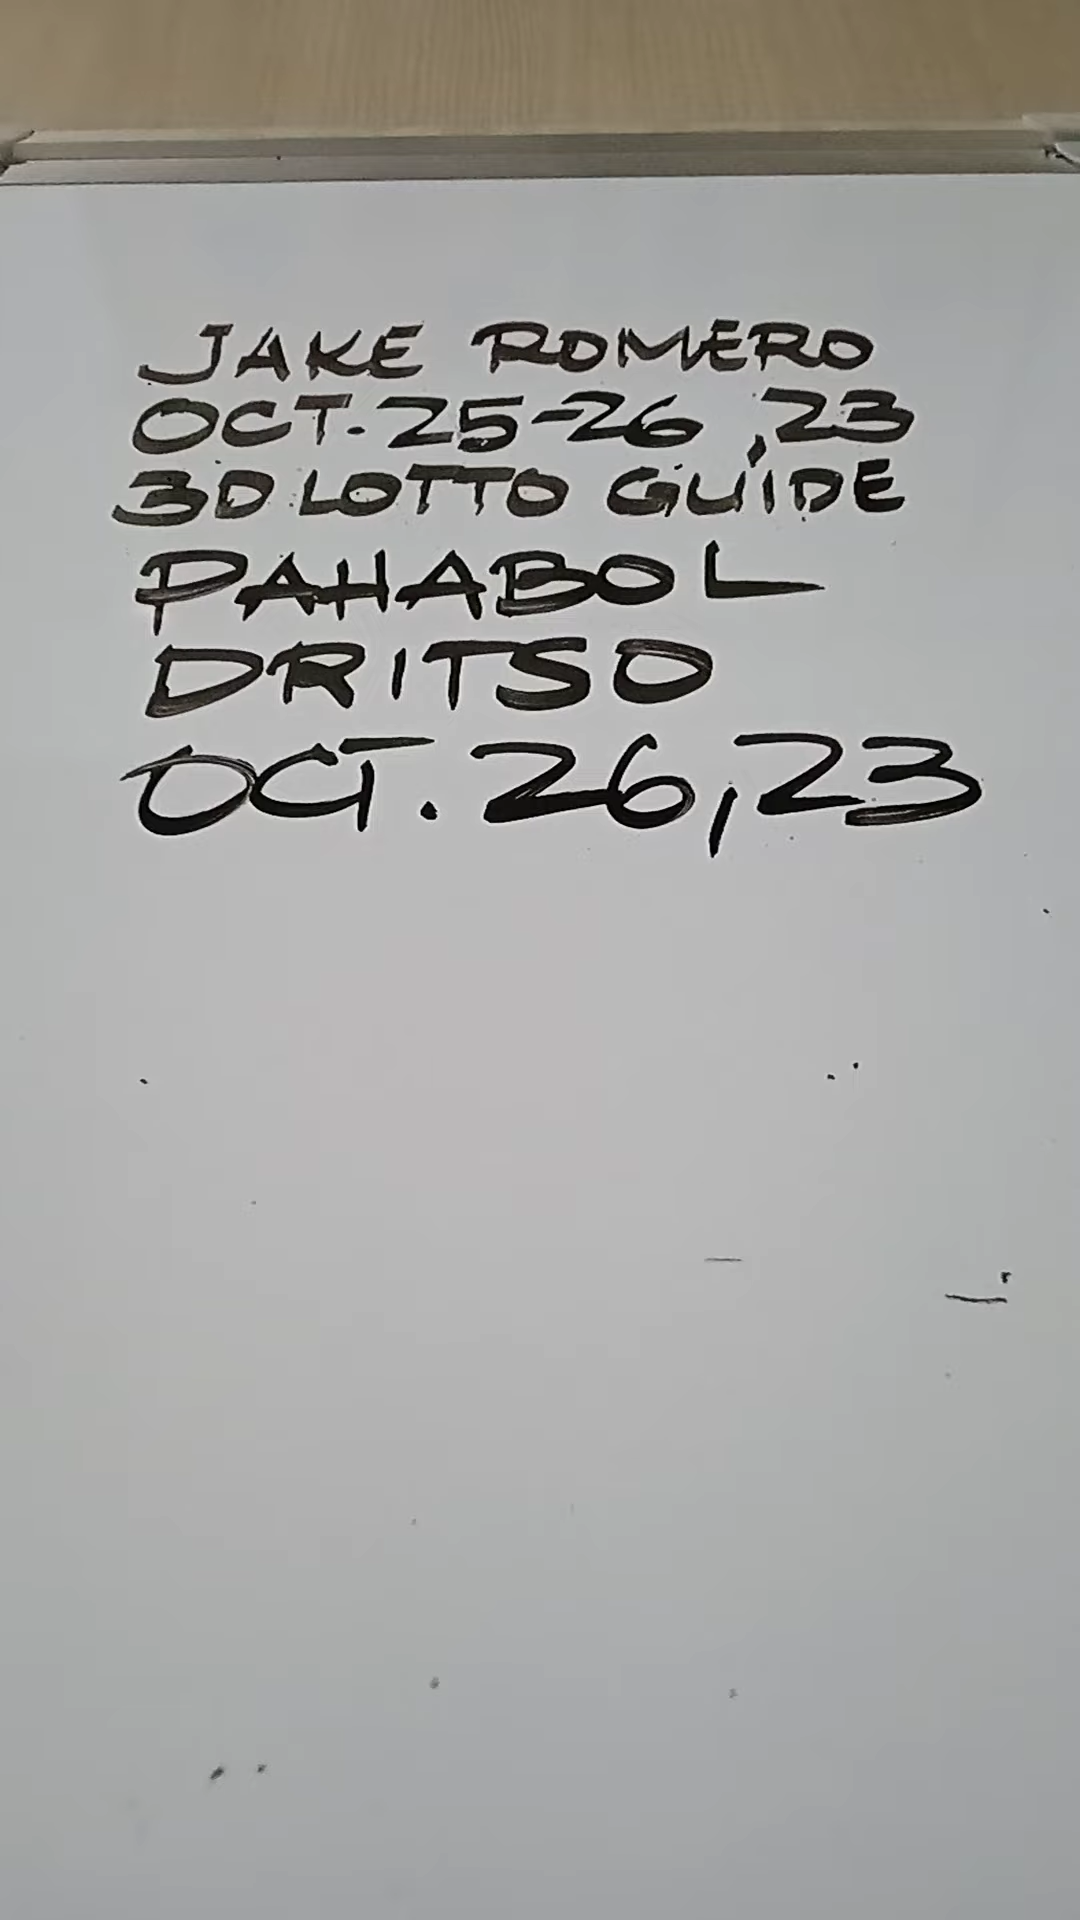 JAKE ROMERO
OCT. 25-26, 23
3D LOTTO GUIDE
PAHABOL
DRITSO
OCT. 26, 23